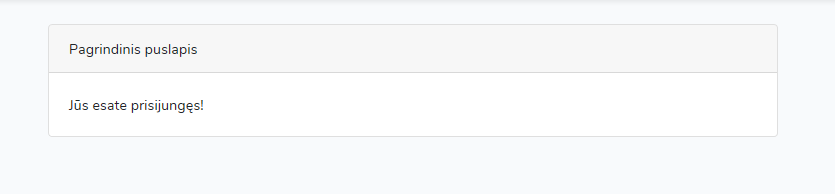 Pagrindinis puslapis
Jūs esate prisijungęs!